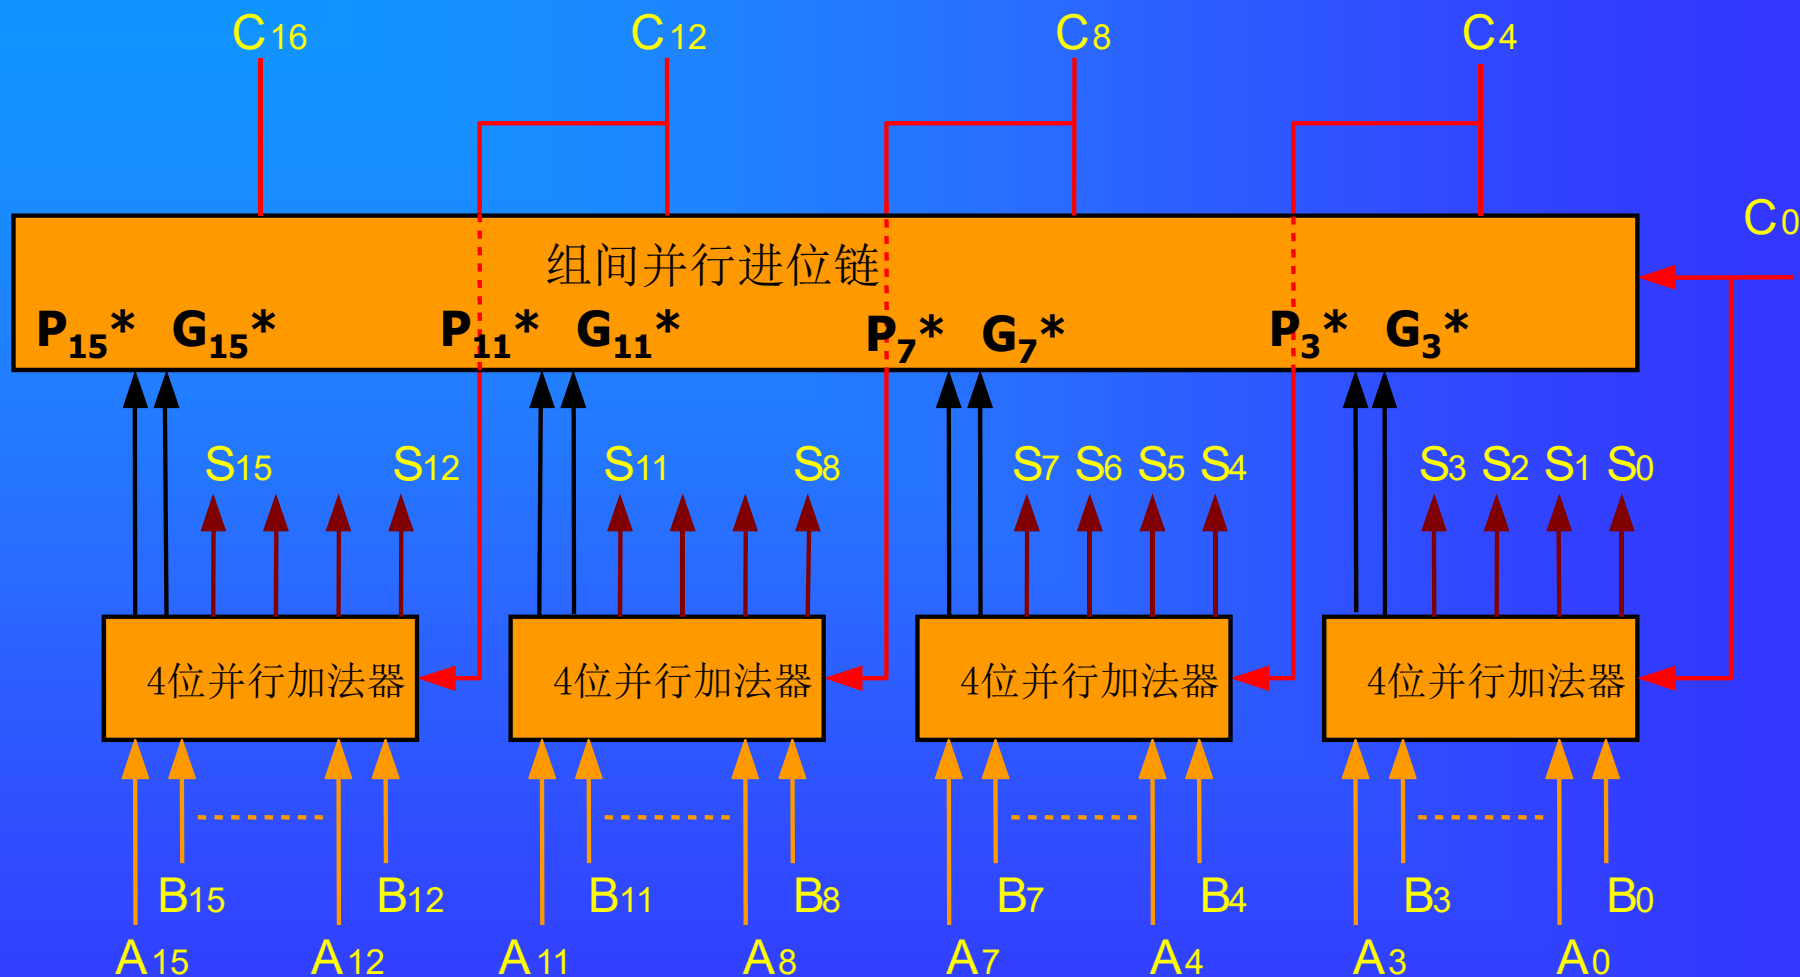 C16 C12 C8 C4
C0
组间并行进位链
P15* G15* P11* G11* P7* G7* P3* G3*
S15 S12 S11 S8 S7 S6 S5 S4 S3 S2 S1 S0
4位并行加法器 4位并行加法器 4位并行加法器 4位并行加法器
B15 B12 B11 B8 B7 B4 B3 B0
A15 A12 A11 A8 A7 A4 A3 A0